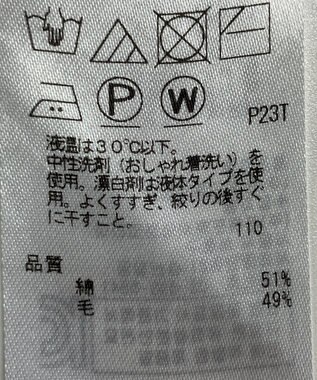 P
W
P23T
液温は30℃以下。
中性洗剤（おしゃれ着洗い）を
使用。漂白剤は液体タイプを使
用。よくすすぎ、絞りの後すぐ
に干すこと。
110
品質
綿 51%
毛 49%